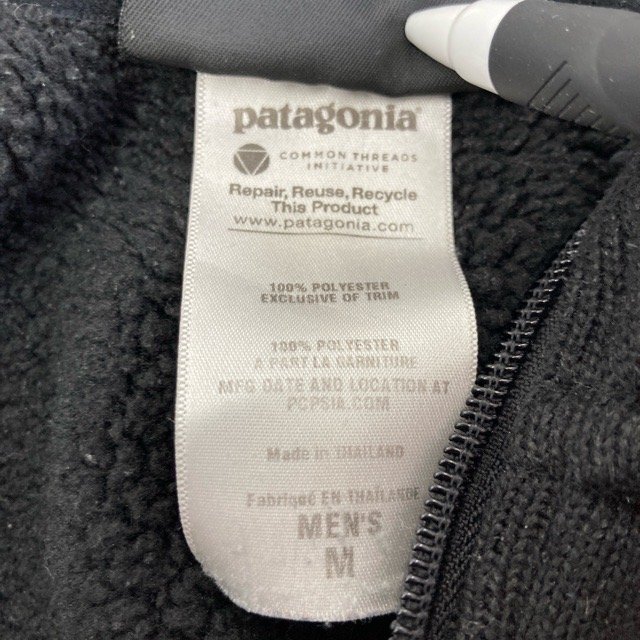 patagonia®
COMMON THREADS
INITIATIVE
Repair, Reuse, Recycle
This Product
www.patagonia.com
100% POLYESTER
EXCLUSIVE OF TRIM
100% POLYESTER
A PART LA GARNITURE
MFG DATE AND LOCATION AT
PCPSIA.COM
Made in THAILAND
Fabriqué EN THAILANDE
MEN'S
M